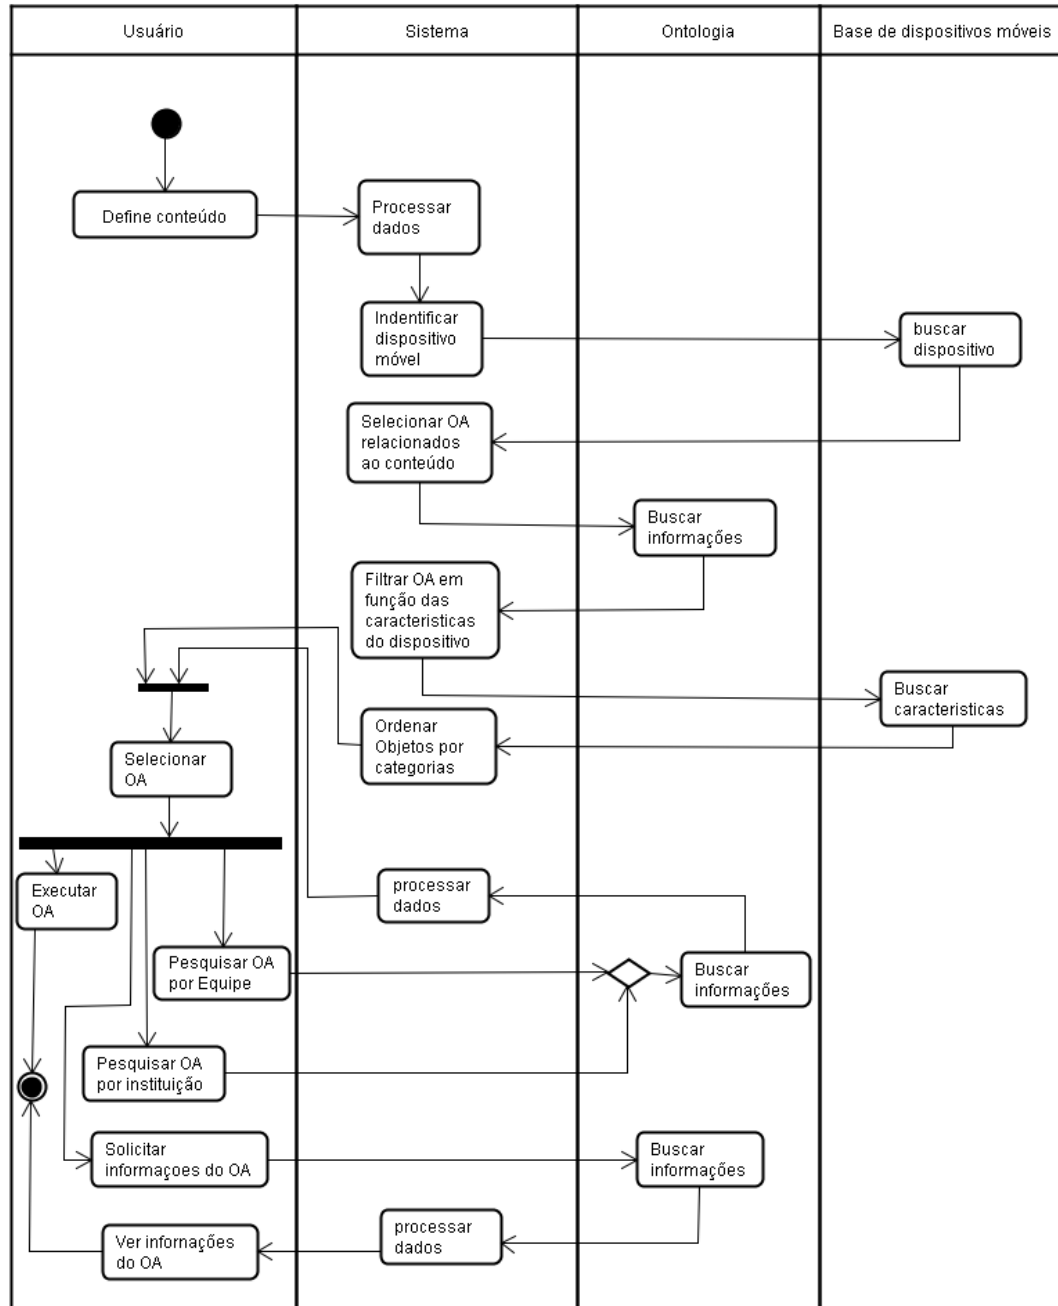 Usuário
Sistema
Ontologia
Base de dispositivos móveis
Define conteúdo
Processar
dados
Indentificar
dispositivo
móvel
buscar
dispositivo
Selecionar OA
relacionados
ao conteúdo
Buscar
informações
Filtrar OA em
função das
caracteristicas
do dispositivo
Buscar
caracteristicas
Ordenar
Objetos por
categorias
Selecionar
OA
Executar
OA
processar
dados
Pesquisar OA
por Equipe
Buscar
informações
Pesquisar OA
por instituição
Solicitar
informaçoes do OA
Buscar
informações
processar
dados
Ver infornações
do OA